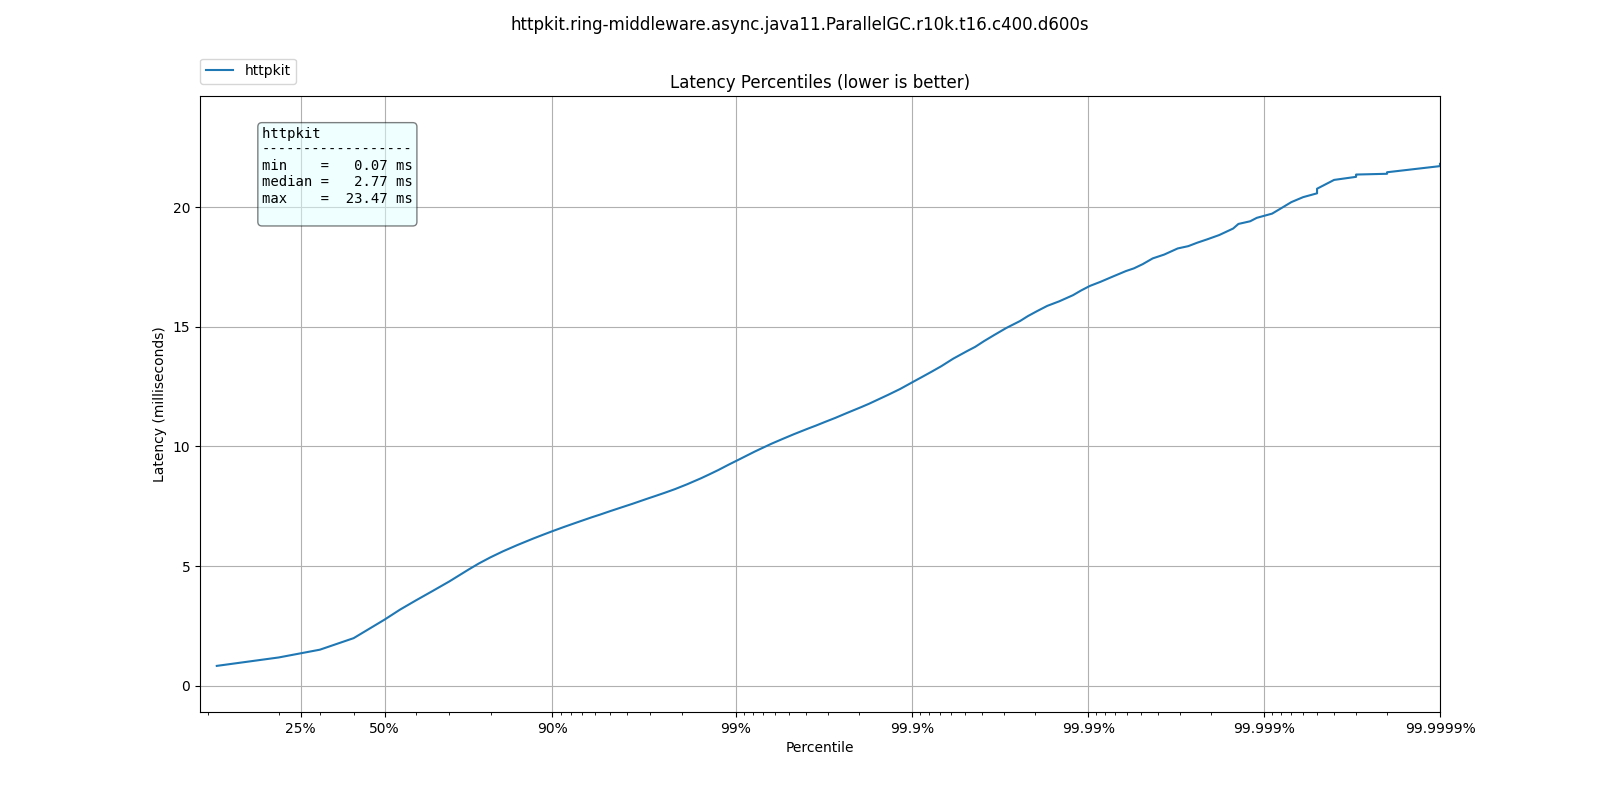 httpkit.ring-middleware.async.java11.ParallelGC.r10k.t16.c400.d600s
httpkit
Latency Percentiles (lower is better)
httpkit
------------------
min    =   0.07 ms
median =   2.77 ms
max    =  23.47 ms
20
15
10
5
0
Latency (milliseconds)
25% 50% 90% 99% 99.9% 99.99% 99.999% 99.9999%
Percentile